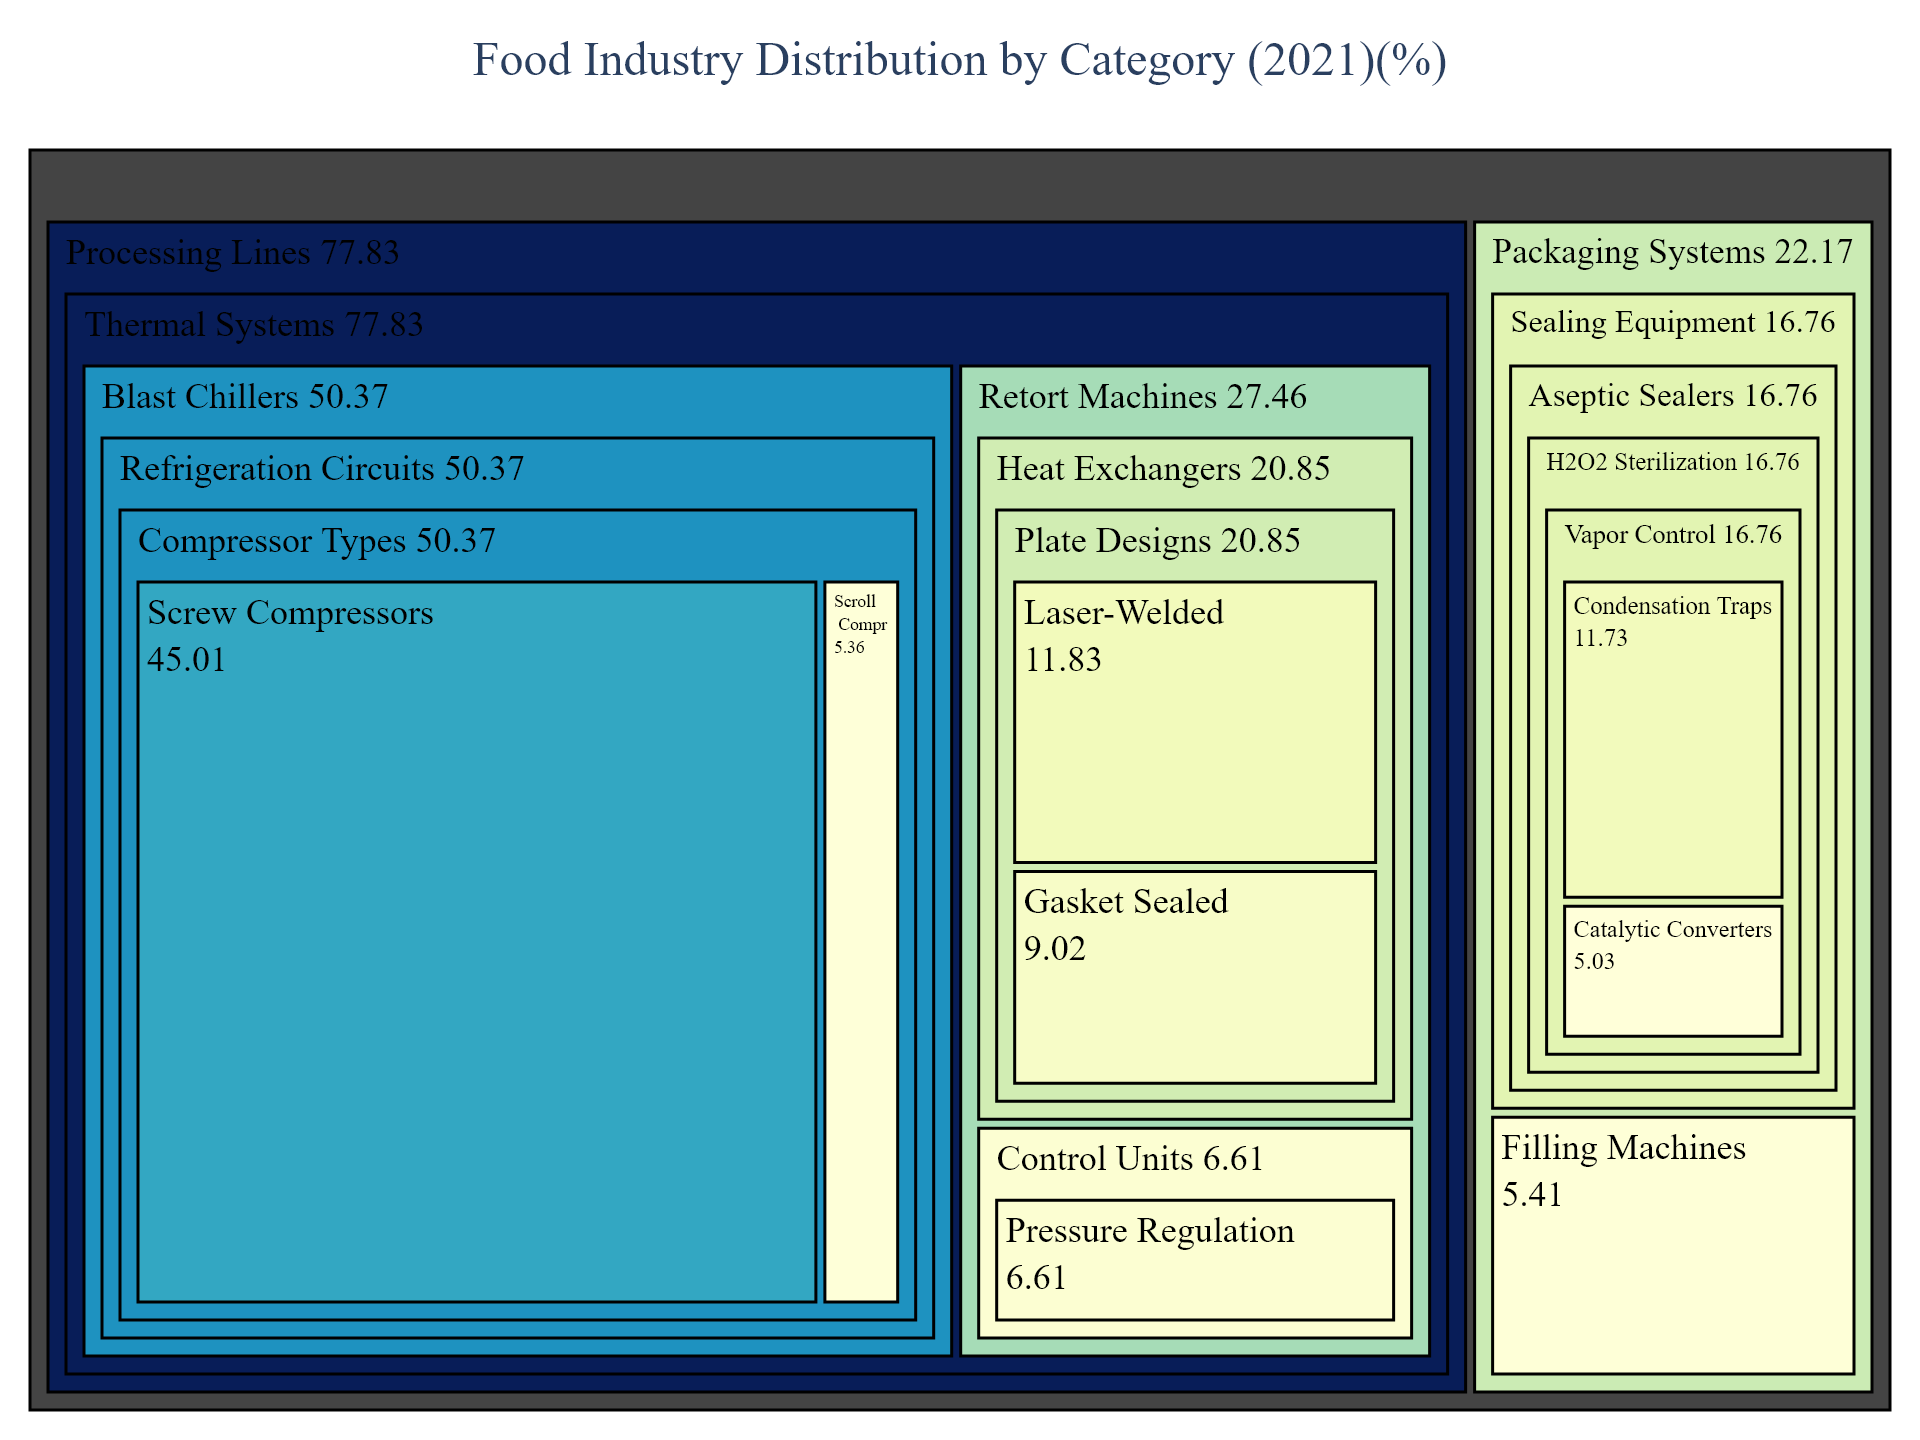 Food Industry Distribution by Category (2021)(%)
Processing Lines 77.83
Thermal Systems 77.83
Blast Chillers 50.37
Refrigeration Circuits 50.37
Compressor Types 50.37
Screw Compressors
45.01
Scroll
Compr
5.36
Retort Machines 27.46
Heat Exchangers 20.85
Plate Designs 20.85
Laser-Welded
11.83
Gasket Sealed
9.02
Control Units 6.61
Pressure Regulation
6.61
Packaging Systems 22.17
Sealing Equipment 16.76
Aseptic Sealers 16.76
H2O2 Sterilization 16.76
Vapor Control 16.76
Condensation Traps
11.73
Catalytic Converters
5.03
Filling Machines
5.41